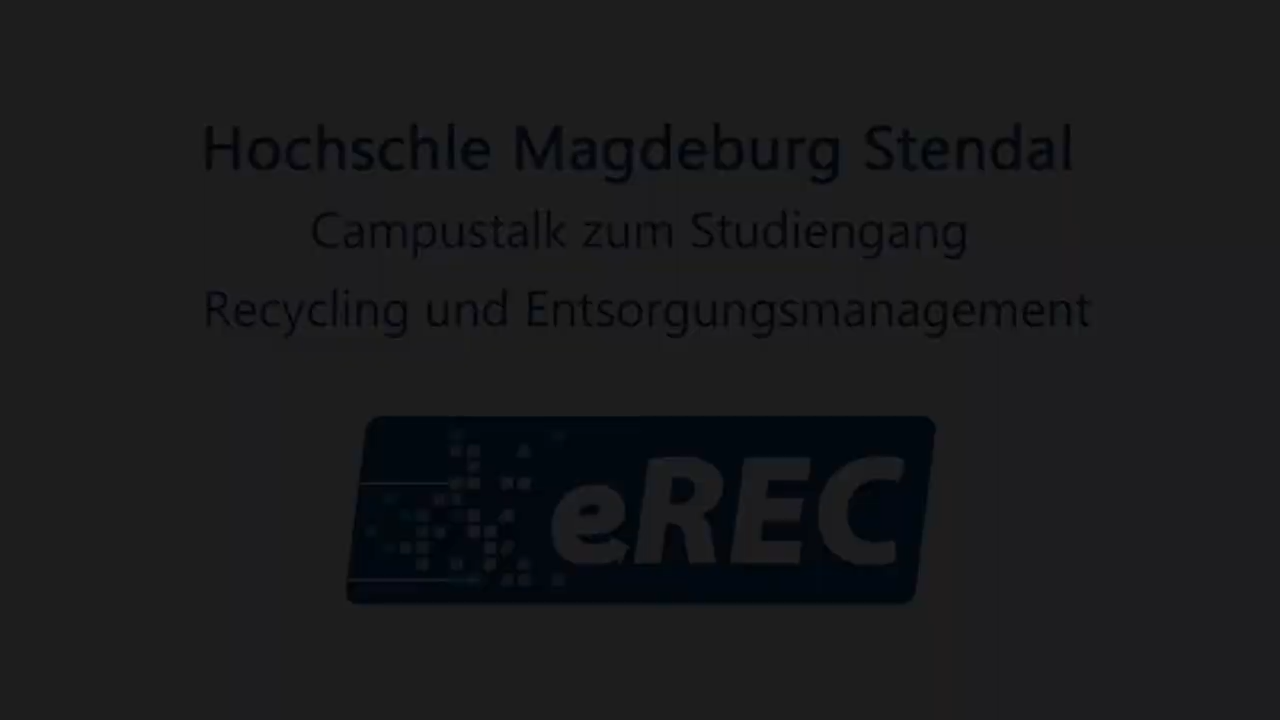 Hochschle Magdeburg Stendal
Campustalk zum Studiengang
Recycling und Entsorgungsmanagement
eREC